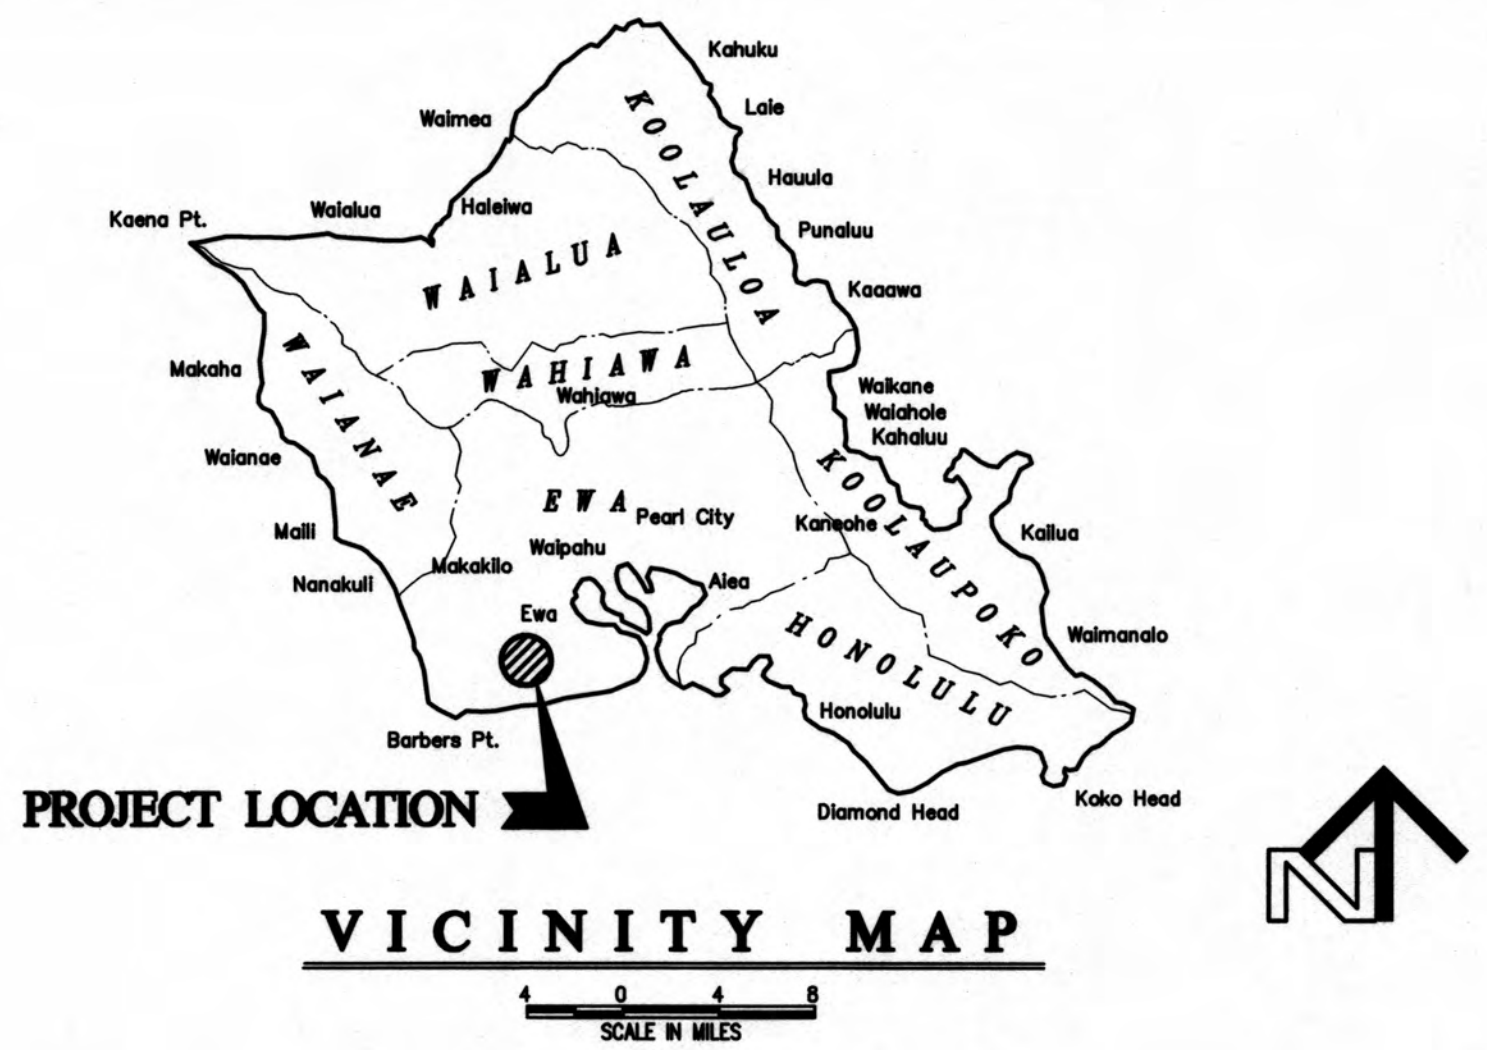 Kahuku
Laie
Waimea
KOOLAULOA
Hauula
Haleiwa
Waialua
Kaena Pt.
Punaluu
WAIALUA
Kaaawa
WAHIAWA
Makaha
WAIANAE
Wahiawa
Waikane
Waiahole
Kahaluu
Waianae
KOOLAUPOKO
EWA
Pearl City
Kaneohe
Kailua
Maili
Waipahu
Makakilo
Nanakuli
Aiea
Ewa
HONOLULU
Waimanalo
Honolulu
Barbers Pt.
Koko Head
Diamond Head
PROJECT LOCATION
N
VICINITY MAP
4 0 4 8
SCALE IN MILES